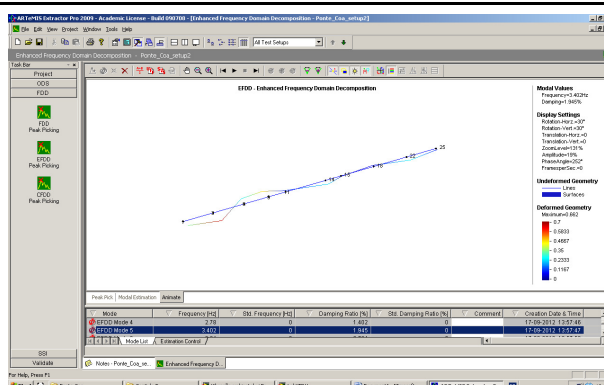 ARTeMIS Extractor Pro 2009 - Academic License - Build 090700 - [Enhanced Frequency Domain Decomposition - Ponte_Coa_setup2]
File Edit View Project Window Tools Help
All Test Setups
Enhanced Frequency Domain Decomposition - Ponte_Coa_setup2
Task Bar
Project
ODS
FDD
FDD
Peak Picking
EFDD
Peak Picking
CFDD
Peak Picking
SSI
Validate
EFDD - Enhanced Frequency Domain Decomposition
25
22
Modal Values
Frequency=3.402Hz
Damping=1.945%
Display Settings
Rotation-Horz.=30°
Rotation-Vert.=30°
Translation-Horz.=0
Translation-Vert.=0
ZoomLevel=131%
Amplitude=19%
PhaseAngle=252°
FramesperSec.=0
Undeformed Geometry
Lines
Surfaces
Deformed Geometry
Maximum=0.862
0.7
0.5833
0.4667
0.35
0.2333
0.1167
0
Peak Pick Modal Estimation Animate
Mode Frequency [Hz] Std. Frequency [Hz] Damping Ratio [%] Std. Damping Ratio [%] Comment Creation Date & Time
EFDD Mode 4 2.78 0 1.402 0 17-09-2012 13:57:46
EFDD Mode 5 3.402 0 1.945 0 17-09-2012 13:57:47
Mode List Estimation Control
Notes - Ponte_Coa_se... Enhanced Frequency D...
For Help, Press F1